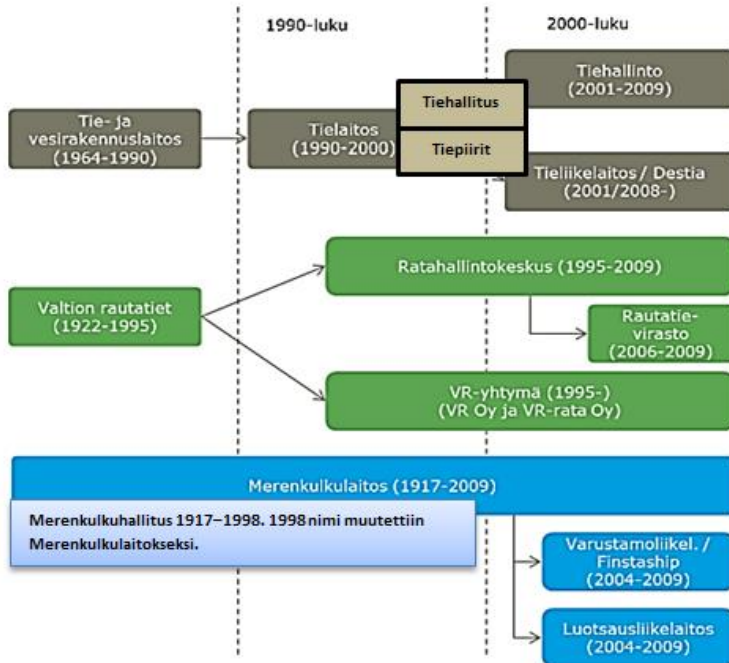 1990-luku
2000-luku
Tiehallinto
(2001-2009)
Tie- ja
vesirakennuslaitos
(1964-1990)
Tielaitos
(1990-2000)
Tiehallitus
Tiepiirit
Tieliikelaitos / Destia
(2001/2008-)
Valtion rautatiet
(1922-1995)
Ratahallintokeskus (1995-2009)
Rautatie-
virasto
(2006-2009)
VR-yhtymä (1995-)
(VR Oy ja VR-rata Oy)
Merenkulkulaitos (1917-2009)
Merenkulkuhallitus 1917–1998. 1998 nimi muutettiin
Merenkulkulaitokseksi.
Varustamoliikel. /
Finstaship
(2004-2009)
Luotsausliikelaitos
(2004-2009)